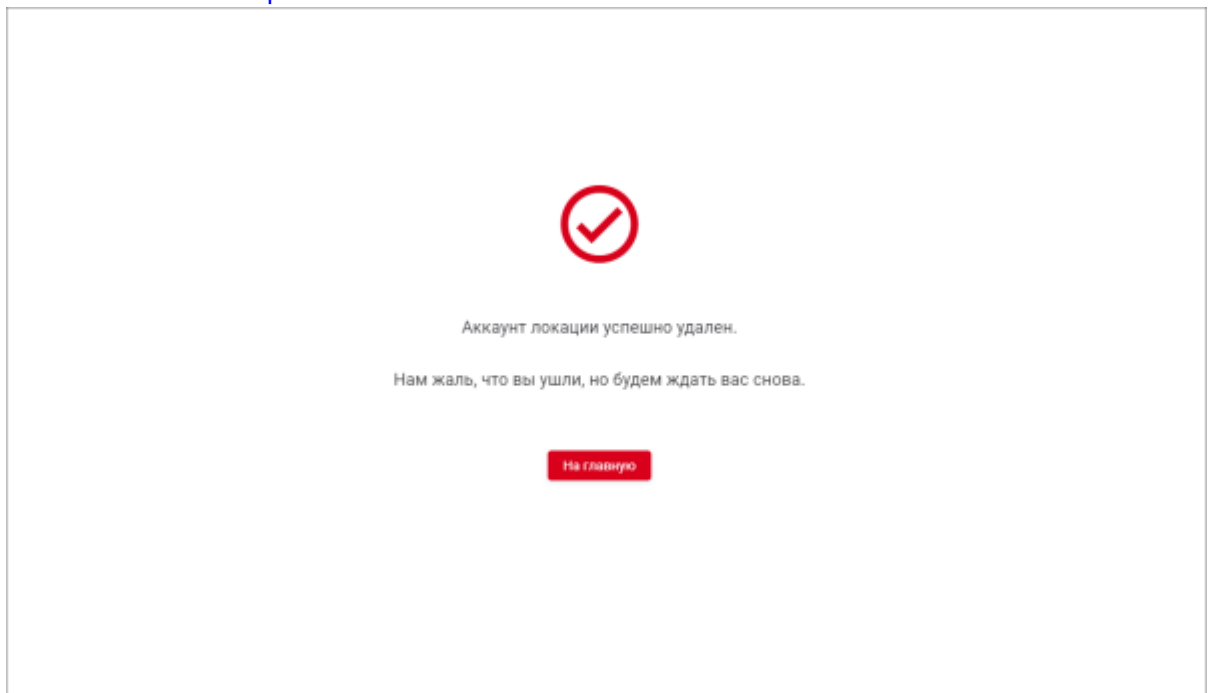 Аккаунт локации успешно удален.
Нам жаль, что вы ушли, но будем ждать вас снова.
На главную